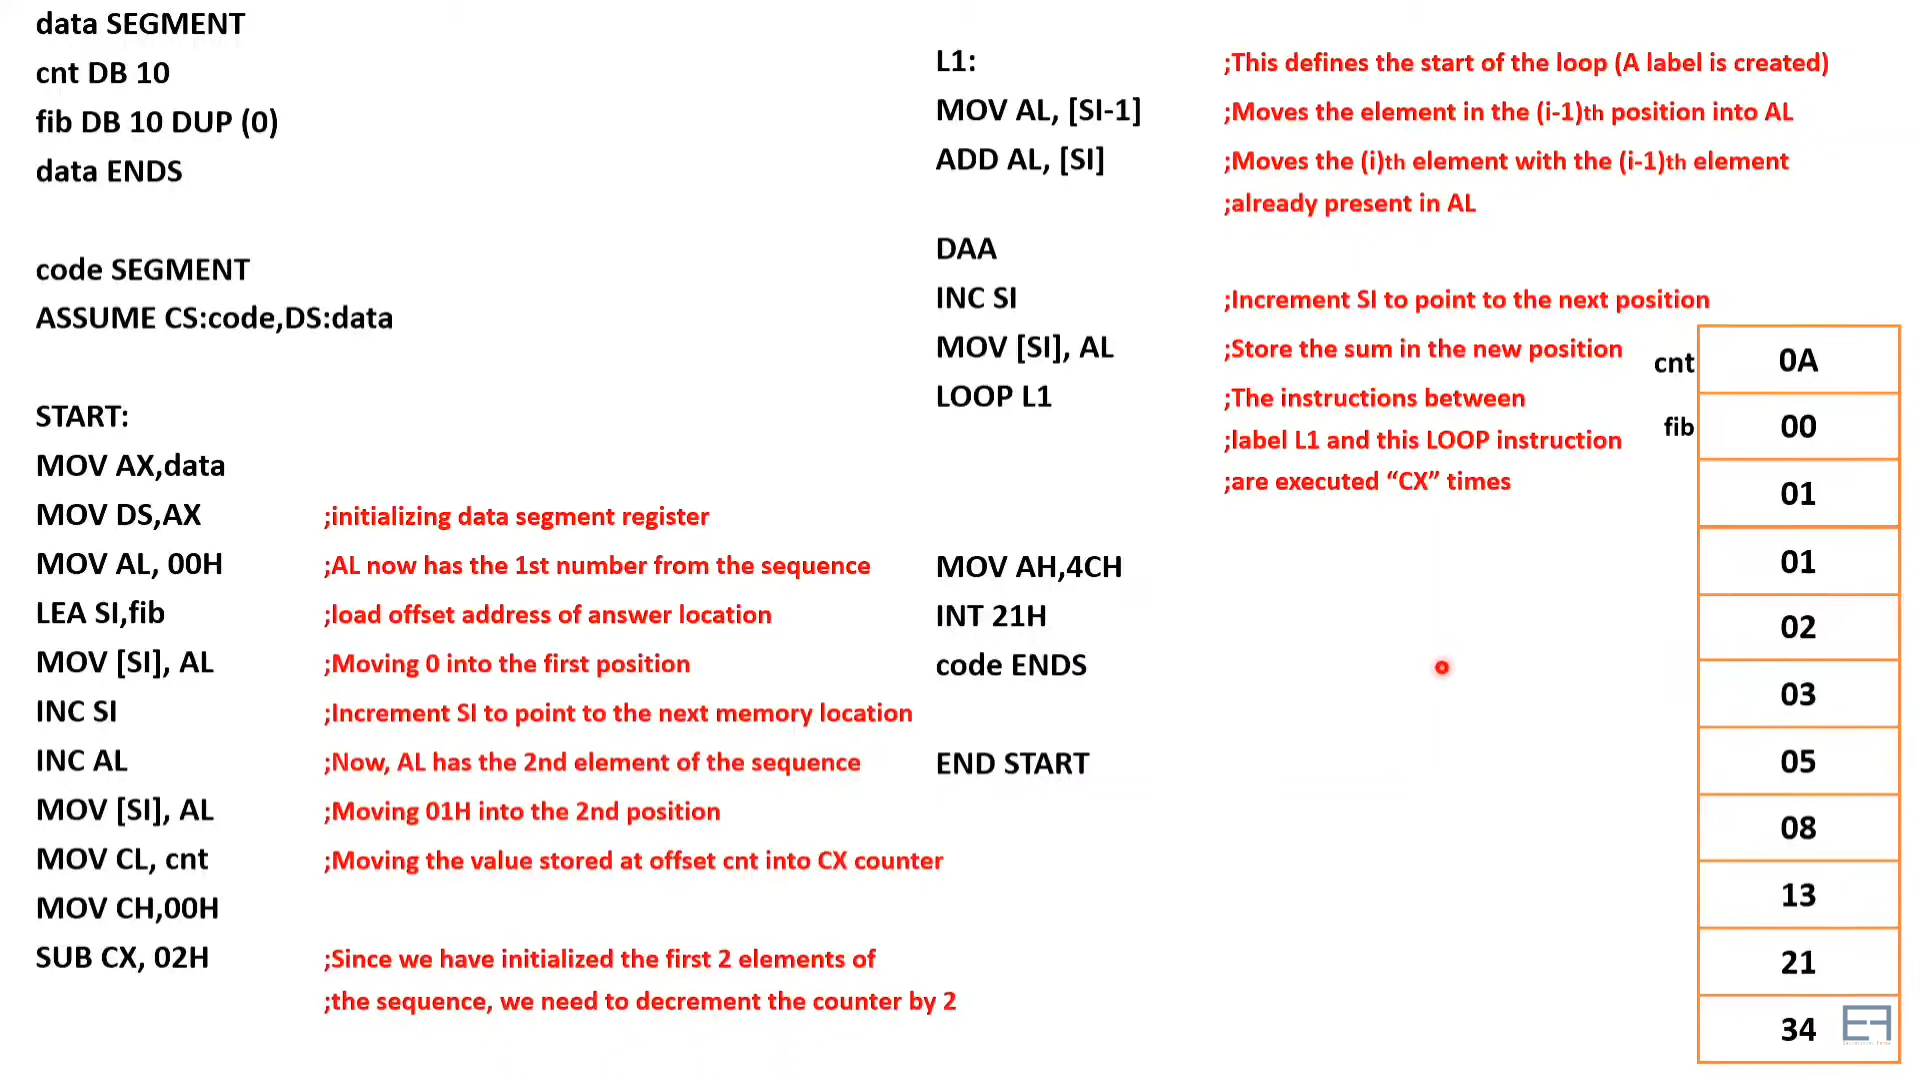 data SEGMENT
cnt DB 10
fib DB 10 DUP (0)
data ENDS
code SEGMENT
ASSUME CS:code,DS:data
START:
MOV AX,data
MOV DS,AX ;initializing data segment register
MOV AL, 00H ;AL now has the 1st number from the sequence
LEA SI,fib ;load offset address of answer location
MOV [SI], AL ;Moving 0 into the first position
INC SI ;Increment SI to point to the next memory location
INC AL ;Now, AL has the 2nd element of the sequence
MOV [SI], AL ;Moving 01H into the 2nd position
MOV CL, cnt ;Moving the value stored at offset cnt into CX counter
MOV CH,00H
SUB CX, 02H ;Since we have initialized the first 2 elements of
;the sequence, we need to decrement the counter by 2
L1: ;This defines the start of the loop (A label is created)
MOV AL, [SI-1] ;Moves the element in the (i-1)th position into AL
ADD AL, [SI] ;Moves the (i)th element with the (i-1)th element
;already present in AL
DAA
INC SI ;Increment SI to point to the next position
MOV [SI], AL ;Store the sum in the new position
LOOP L1 ;The instructions between
;label L1 and this LOOP instruction
;are executed “CX” times
MOV AH,4CH
INT 21H
code ENDS
END START
cnt 0A
fib 00
01
01
02
03
05
08
13
21
34